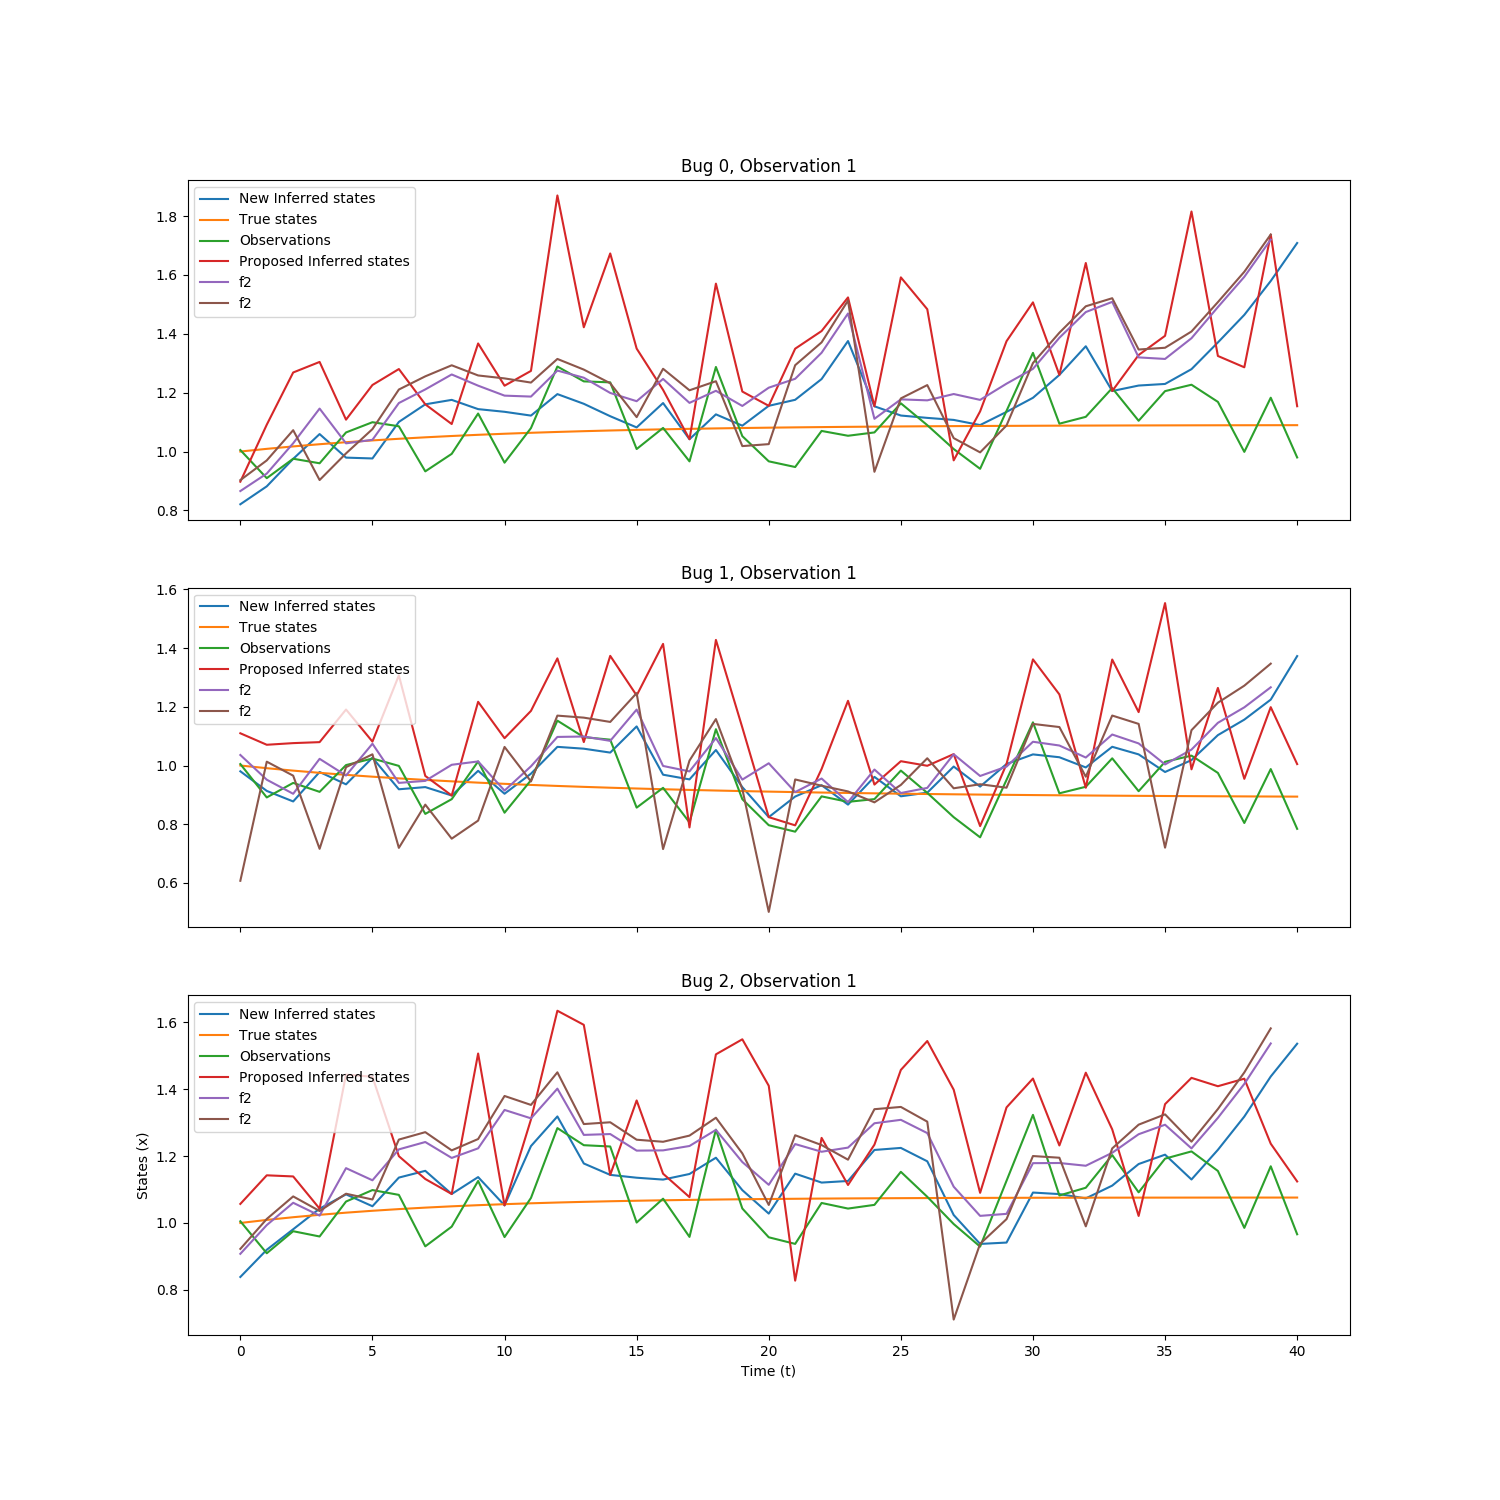 Bug 0, Observation 1
New Inferred states
True states
Observations
Proposed Inferred states
f2
f2
1.8
1.6
1.4
1.2
1.0
0.8
Bug 1, Observation 1
New Inferred states
True states
Observations
Proposed Inferred states
f2
f2
1.6
1.4
1.2
1.0
0.8
0.6
Bug 2, Observation 1
New Inferred states
True states
Observations
Proposed Inferred states
f2
f2
1.6
1.4
1.2
1.0
0.8
States (x)
0 5 10 15 20 25 30 35 40
Time (t)